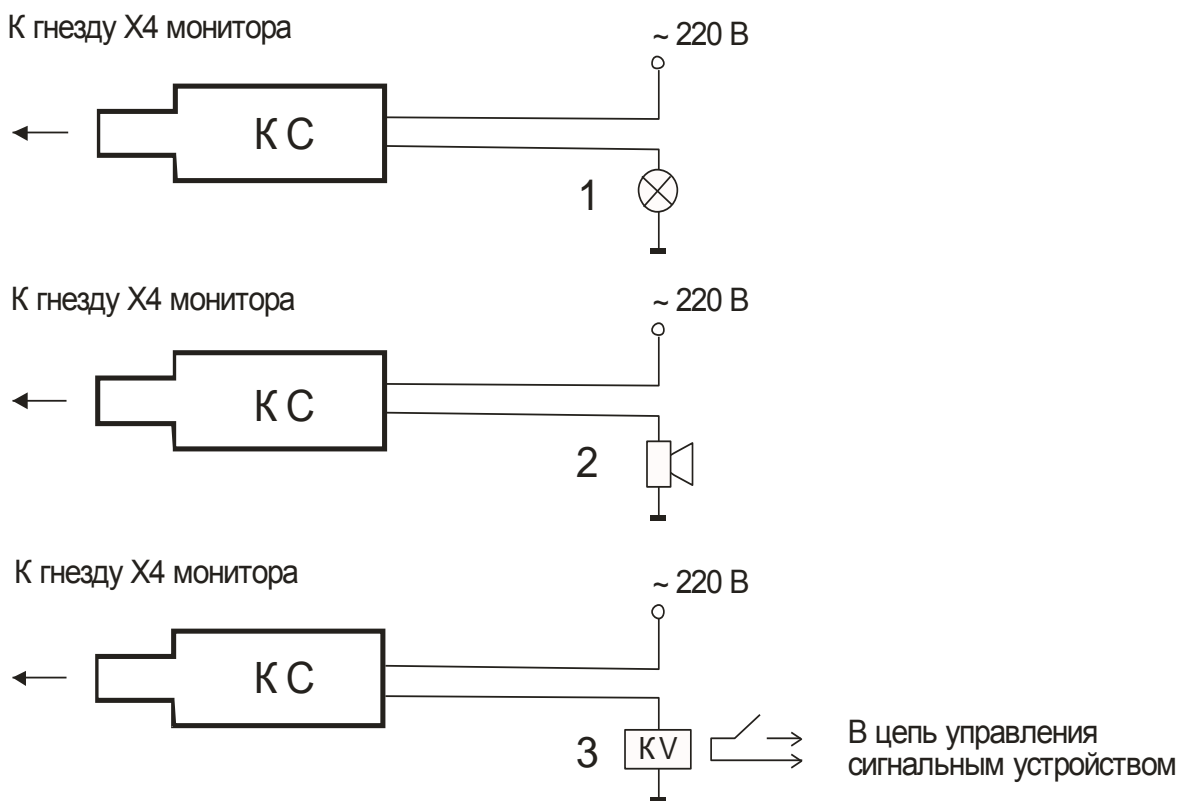 К гнезду Х4 монитора
~ 220 В
К С
1
К гнезду Х4 монитора
~ 220 В
К С
2
К гнезду Х4 монитора
~ 220 В
К С
3
K V
В цепь управления
сигнальным устройством